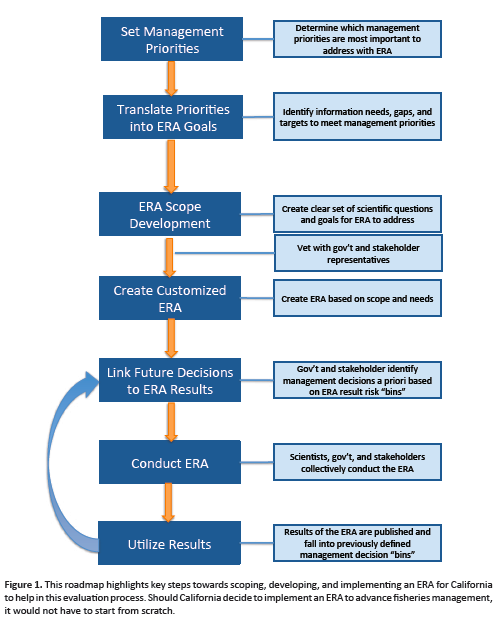 Set Management
Priorities
Determine which management
priorities are most important to
address with ERA
Translate Priorities
into ERA Goals
Identify information needs, gaps, and
targets to meet management priorities
ERA Scope
Development
Create clear set of scientific questions
and goals for ERA to address
Vet with gov't and stakeholder
representatives
Create Customized
ERA
Create ERA based on scope and needs
Link Future Decisions
to ERA Results
Gov't and stakeholder identify
management decisions a priori based
on ERA result risk "bins"
Conduct ERA
Scientists, gov't, and stakeholders
collectively conduct the ERA
Utilize Results
Results of the ERA are published and
fall into previously defined
management decision "bins"
Figure 1. This roadmap highlights key steps towards scoping, developing, and implementing an ERA for California
to help in this evaluation process. Should California decide to implement an ERA to advance fisheries management,
it would not have to start from scratch.